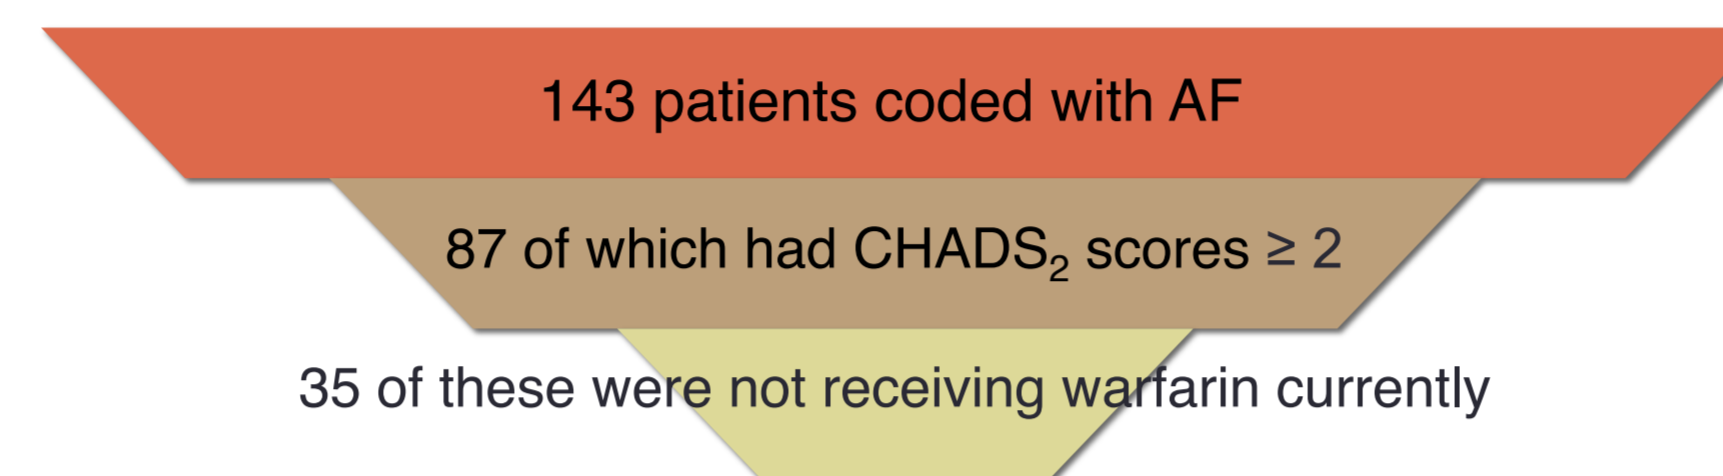 143 patients coded with AF
87 of which had CHADS₂ scores ≥ 2
35 of these were not receiving warfarin currently